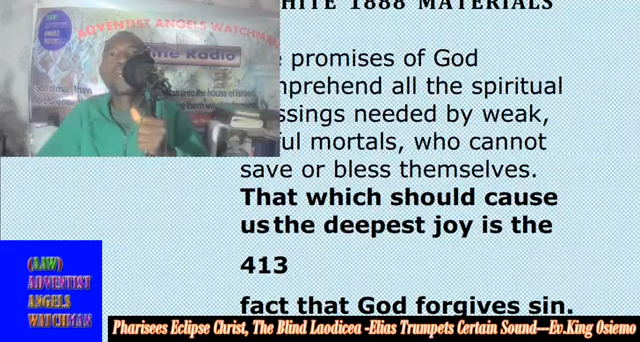 HITE 1888 MATERIALS
promises of God
mprehend all the spiritual
ssings needed by weak,
ful mortals, who cannot
save or bless themselves.
That which should cause
us the deepest joy is the
413
fact that God forgives sin.
ADVENTIST ANGELS WATCHMAN
the Radio
(AAW)
ADVENTIST
ANGELS
WATCHMAN
Pharisees Eclipse Christ, The Blind Laodicea -Elias Trumpets Certain Sound—Ev.King Osiemo